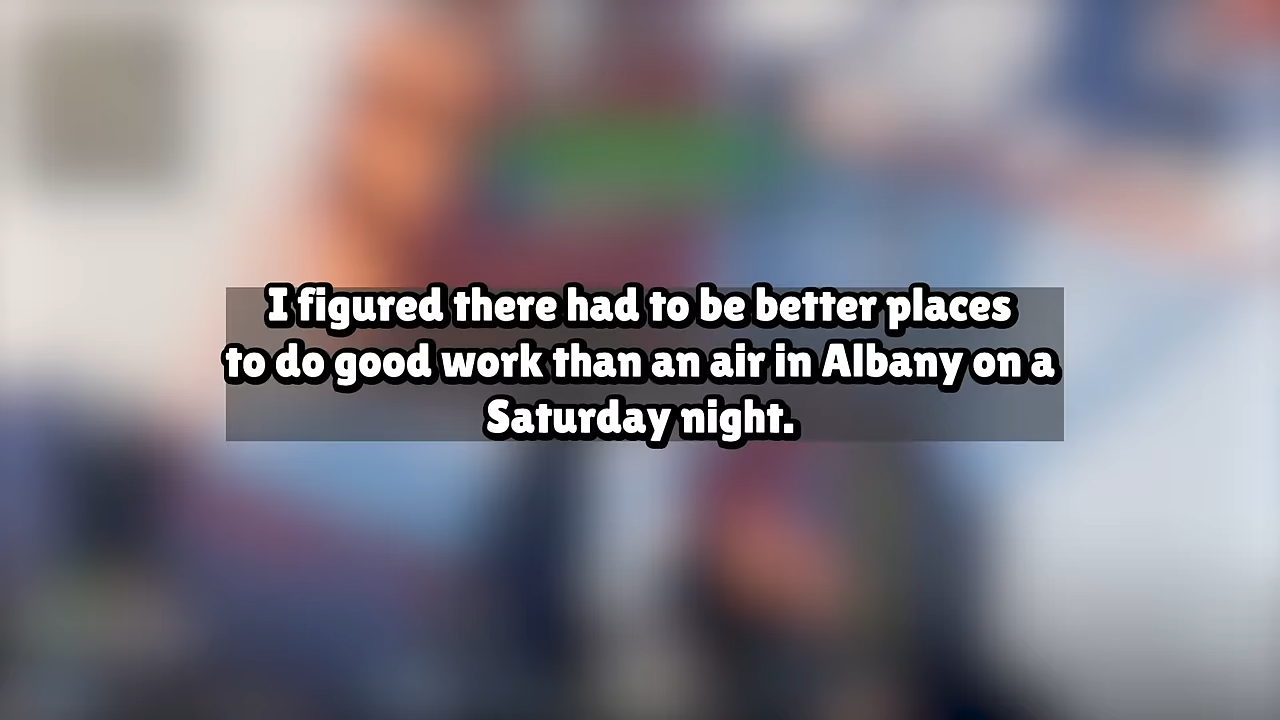 I figured there had to be better places
to do good work than an air in Albany on a
Saturday night.